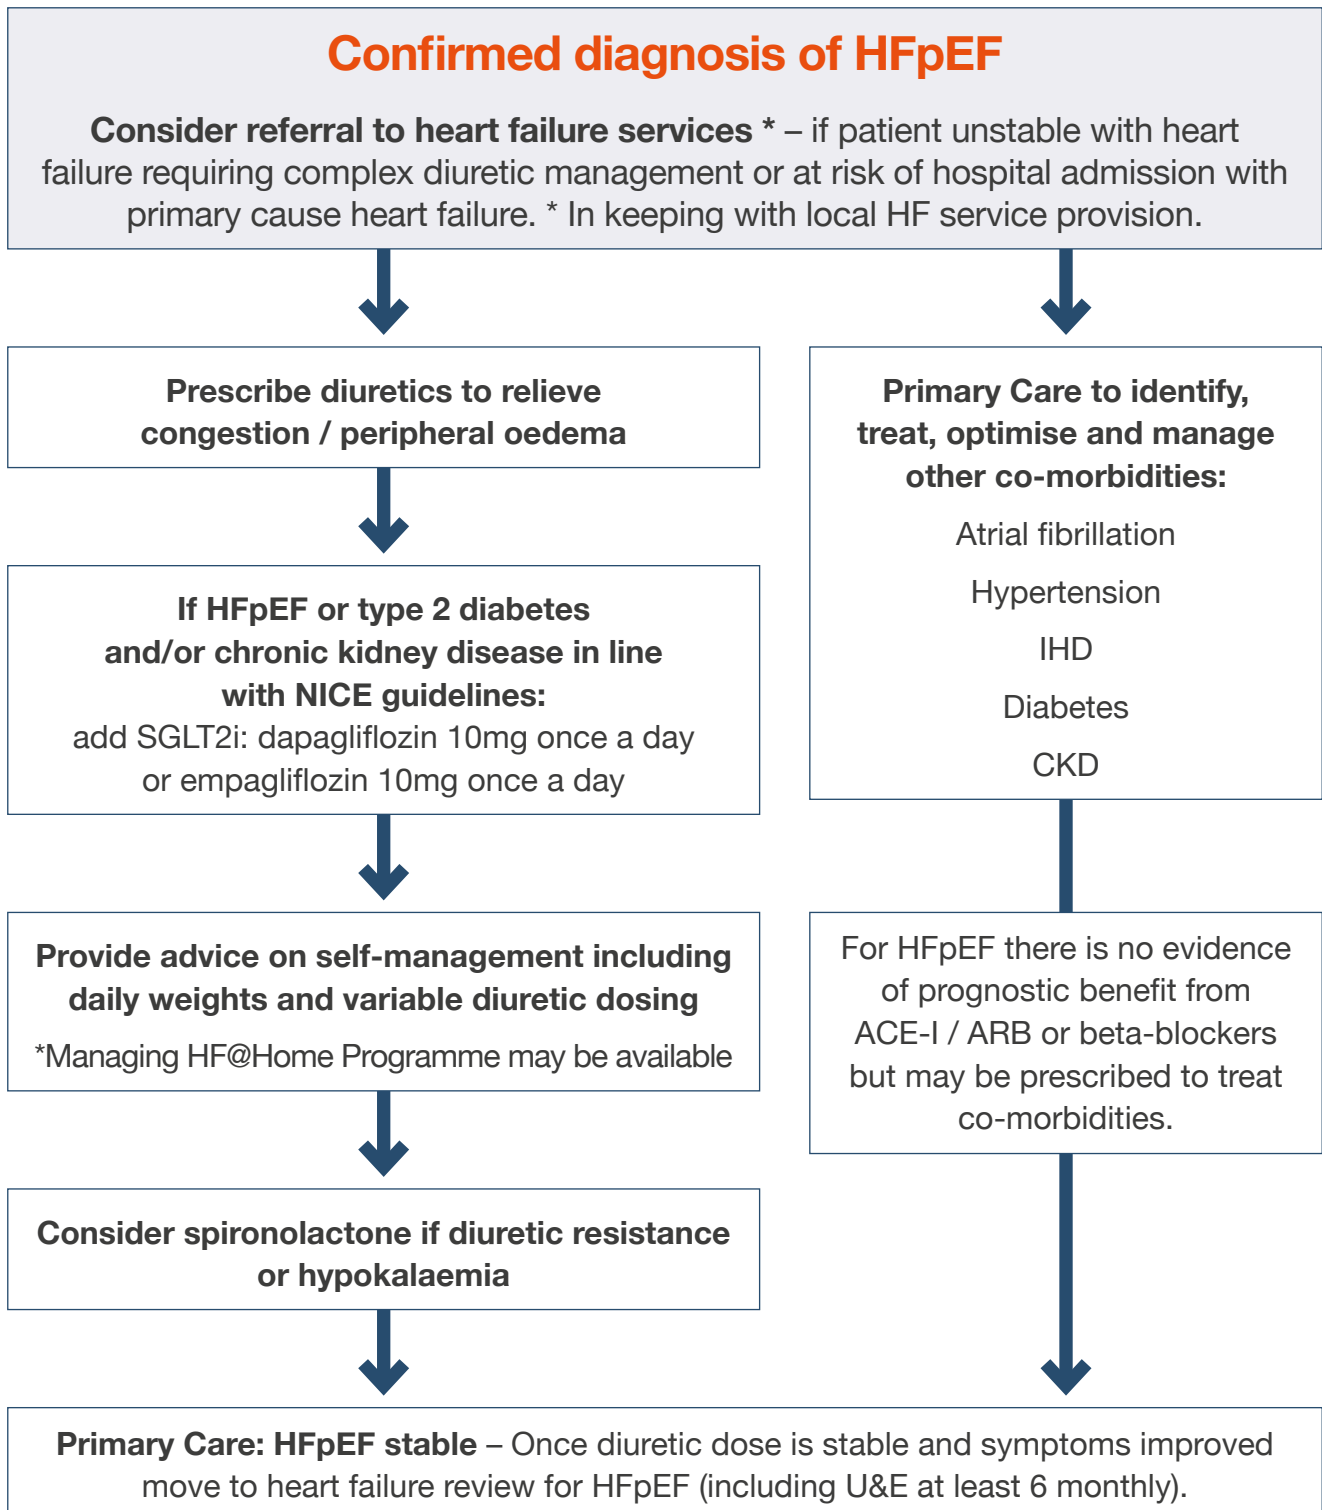 Confirmed diagnosis of HFpEF
Consider referral to heart failure services * – if patient unstable with heart
failure requiring complex diuretic management or at risk of hospital admission with
primary cause heart failure. * In keeping with local HF service provision.
Prescribe diuretics to relieve
congestion / peripheral oedema
If HFpEF or type 2 diabetes
and/or chronic kidney disease in line
with NICE guidelines:
add SGLT2i: dapagliflozin 10mg once a day
or empagliflozin 10mg once a day
Provide advice on self-management including
daily weights and variable diuretic dosing
*Managing HF@Home Programme may be available
Consider spironolactone if diuretic resistance
or hypokalaemia
Primary Care to identify,
treat, optimise and manage
other co-morbidities:
Atrial fibrillation
Hypertension
IHD
Diabetes
CKD
For HFpEF there is no evidence
of prognostic benefit from
ACE-I / ARB or beta-blockers
but may be prescribed to treat
co-morbidities.
Primary Care: HFpEF stable – Once diuretic dose is stable and symptoms improved
move to heart failure review for HFpEF (including U&E at least 6 monthly).